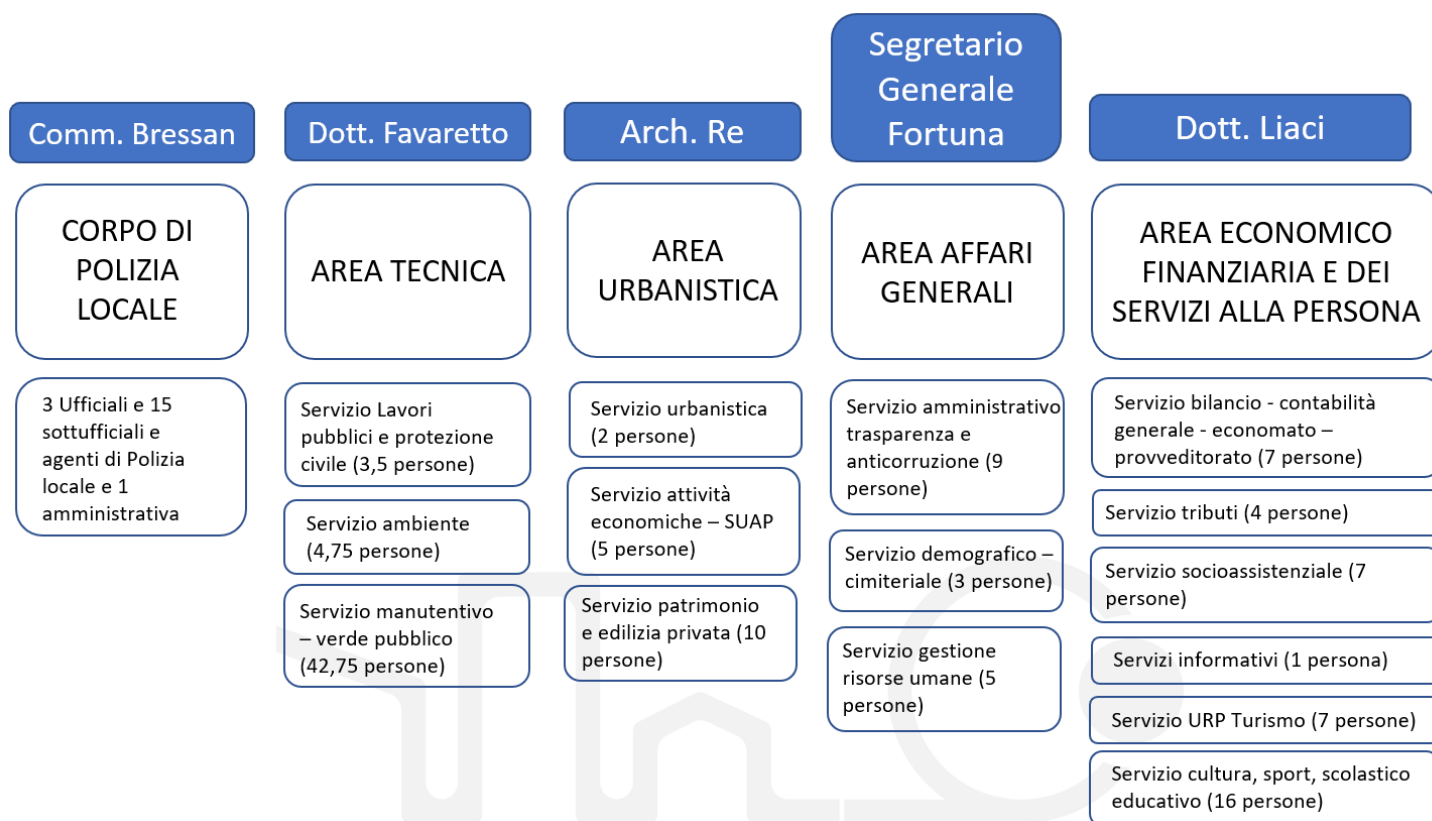 Comm. Bressan
CORPO DI
POLIZIA
LOCALE
3 Ufficiali e 15
sottufficiali e
agenti di Polizia
locale e 1
amministrativa
Dott. Favaretto
AREA TECNICA
Servizio Lavori
pubblici e protezione
civile (3,5 persone)
Servizio ambiente
(4,75 persone)
Servizio manutentivo
– verde pubblico
(42,75 persone)
Arch. Re
AREA
URBANISTICA
Servizio urbanistica
(2 persone)
Servizio attività
economiche – SUAP
(5 persone)
Servizio patrimonio
e edilizia privata (10
persone)
Segretario
Generale
Fortuna
AREA AFFARI
GENERALI
Servizio amministrativo
trasparenza e
anticorruzione (9
persone)
Servizio demografico –
cimiteriale (3 persone)
Servizio gestione
risorse umane (5
persone)
Dott. Liaci
AREA ECONOMICO
FINANZIARIA E DEI
SERVIZI ALLA PERSONA
Servizio bilancio - contabilità
generale - economato –
provveditorato (7 persone)
Servizio tributi (4 persone)
Servizio socioassistenziale (7
persone)
Servizi informativi (1 persona)
Servizio URP Turismo (7 persone)
Servizio cultura, sport, scolastico
educativo (16 persone)